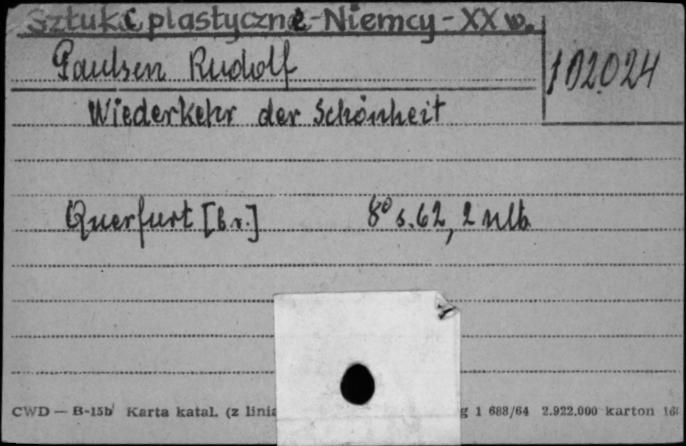 Sztuki plastyczne - Niemcy - XX w.
Paulsen Rudolf
102024
Wiederkehr der Schönheit
Querfurt [b.r.] 8° s. 62, 2 nlb
CWD — B-15b Karta katal. (z linia g 1 688/64 2.922.000 karton 16